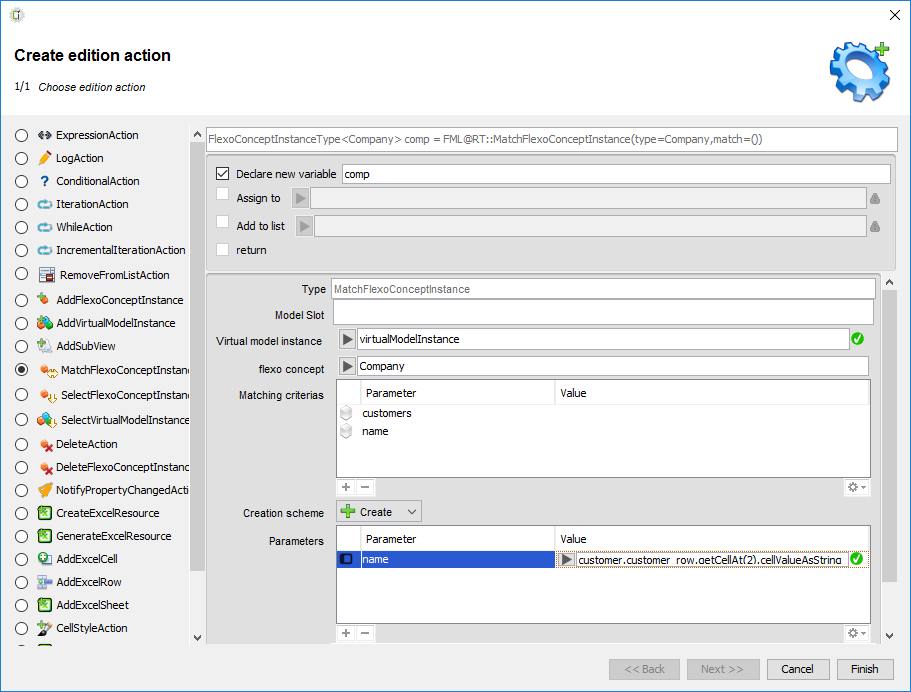 Create edition action
1/1 Choose edition action
ExpressionAction
LogAction
ConditionalAction
IterationAction
WhileAction
IncrementalIterationAction
RemoveFromListAction
AddFlexoConceptInstance
AddVirtualModelInstance
AddSubView
MatchFlexoConceptInstan
SelectFlexoConceptInstan
SelectVirtualModelInstance
DeleteAction
DeleteFlexoConceptInstanc
NotifyPropertyChangedActi
CreateExcelResource
GenerateExcelResource
AddExcelCell
AddExcelRow
AddExcelSheet
CellStyleAction
FlexoConceptInstanceType<Company> comp = FML@RT::MatchFlexoConceptInstance(type=Company,match=())
Declare new variable comp
Assign to
Add to list
return
Type MatchFlexoConceptInstance
Model Slot
Virtual model instance virtualModelInstance
flexo concept Company
Matching criterias Parameter Value
customers
name
Creation scheme Create
Parameters Parameter Value
name customer.customer_row.getCellAt(2).cellValueAsString
<< Back Next >> Cancel Finish